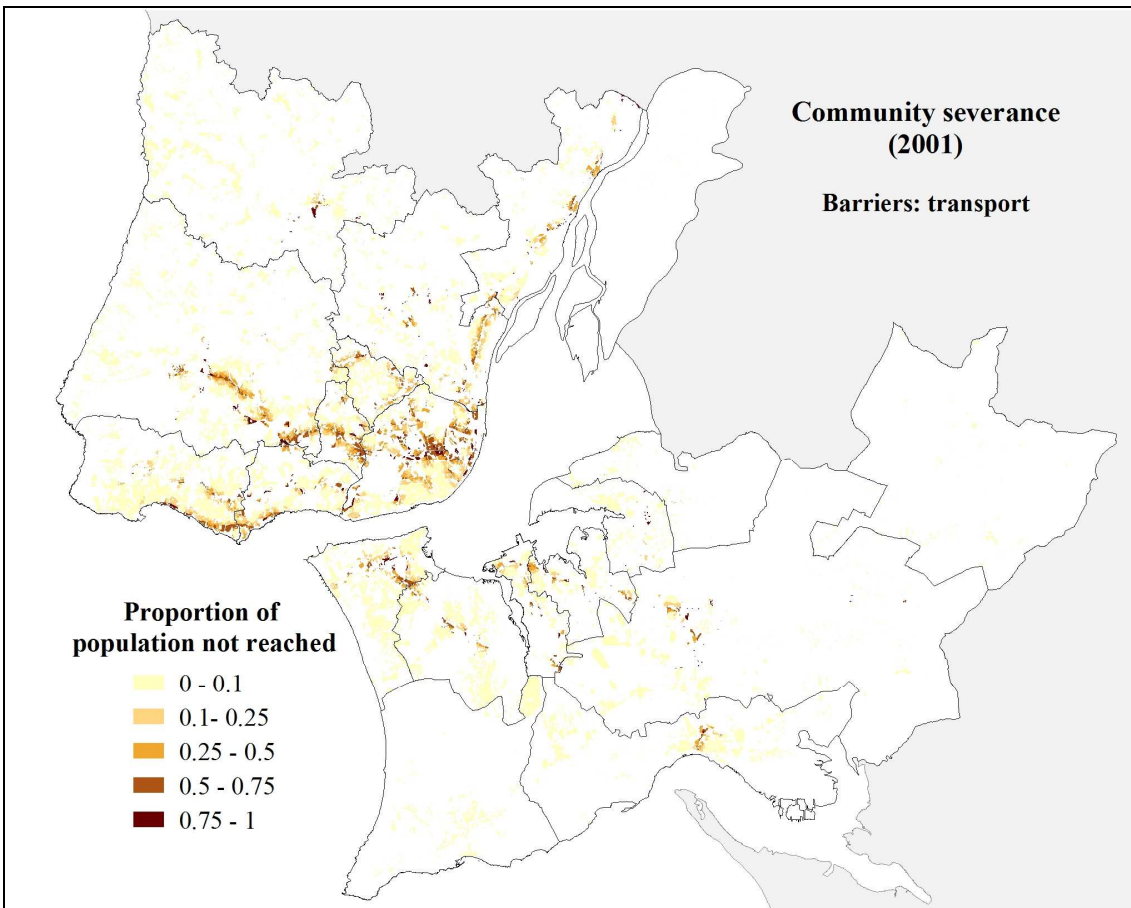 Community severance
(2001)
Barriers: transport
Proportion of
population not reached
0 - 0.1
0.1- 0.25
0.25 - 0.5
0.5 - 0.75
0.75 - 1